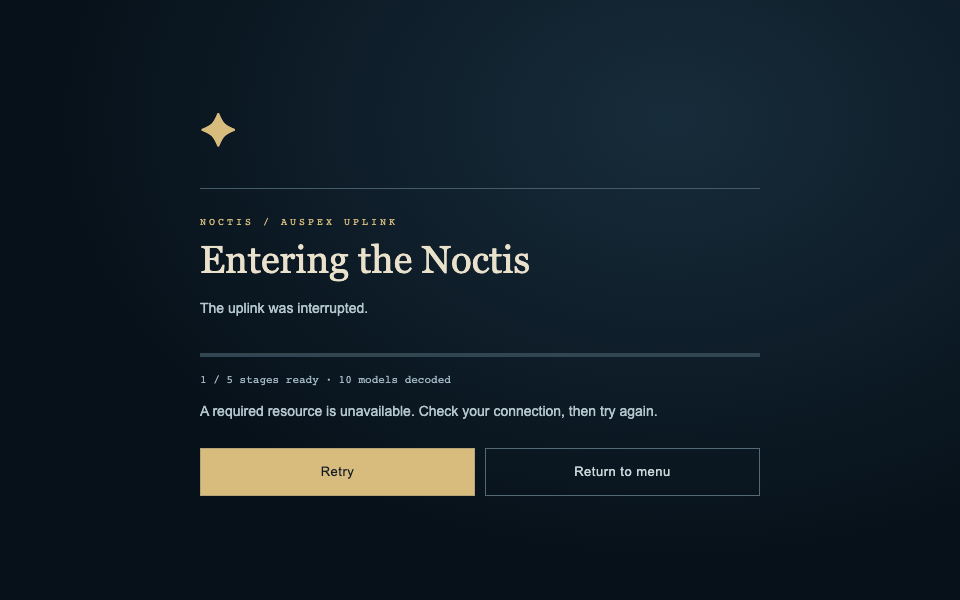 NOCTIS / AUSPEX UPLINK
Entering the Noctis
The uplink was interrupted.
1 / 5 stages ready · 10 models decoded
A required resource is unavailable. Check your connection, then try again.
Retry
Return to menu